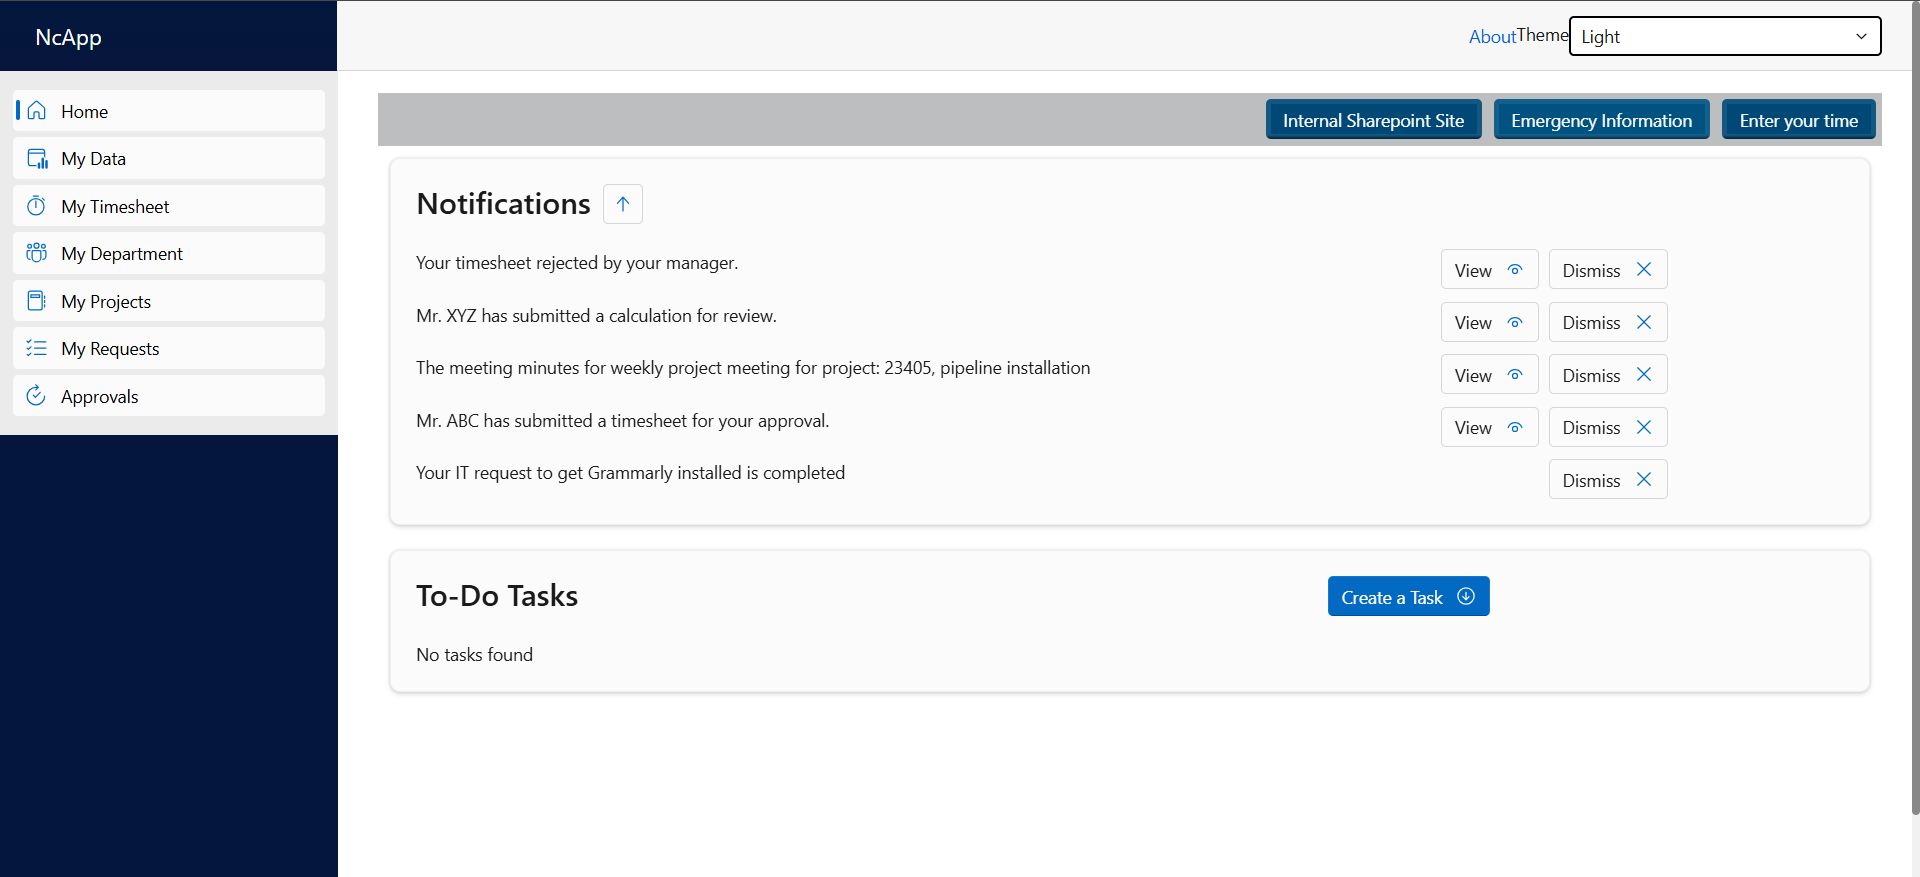 NcApp
About Theme Light
Home
My Data
My Timesheet
My Department
My Projects
My Requests
Approvals
Internal Sharepoint Site Emergency Information Enter your time
Notifications
Your timesheet rejected by your manager. View Dismiss
Mr. XYZ has submitted a calculation for review. View Dismiss
The meeting minutes for weekly project meeting for project: 23405, pipeline installation View Dismiss
Mr. ABC has submitted a timesheet for your approval. View Dismiss
Your IT request to get Grammarly installed is completed Dismiss
To-Do Tasks Create a Task
No tasks found